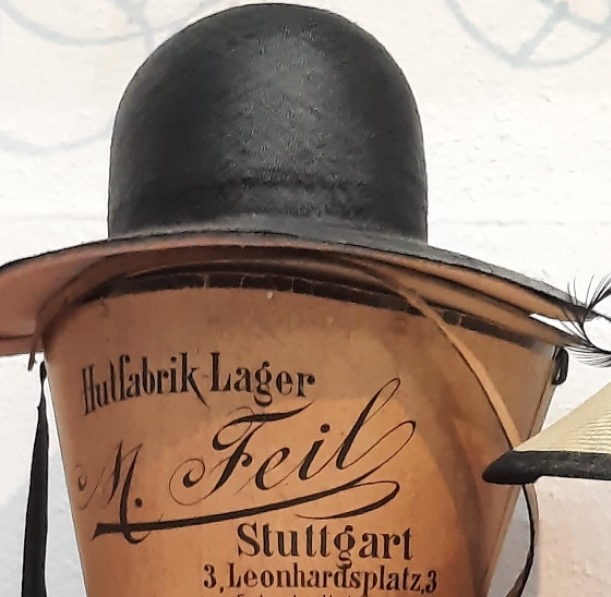 Hutfabrik-Lager
M. Feil
Stuttgart
3, Leonhardsplatz, 3